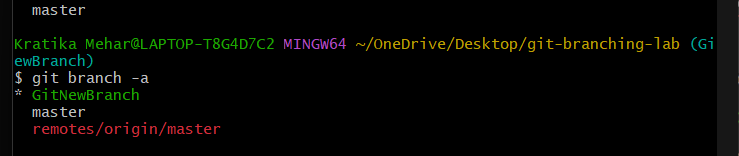 master
Kratika Mehar@LAPTOP-T8G4D7C2 MINGW64 ~/OneDrive/Desktop/git-branching-lab (Gi
ewBranch)
$ git branch -a
* GitNewBranch
master
remotes/origin/master